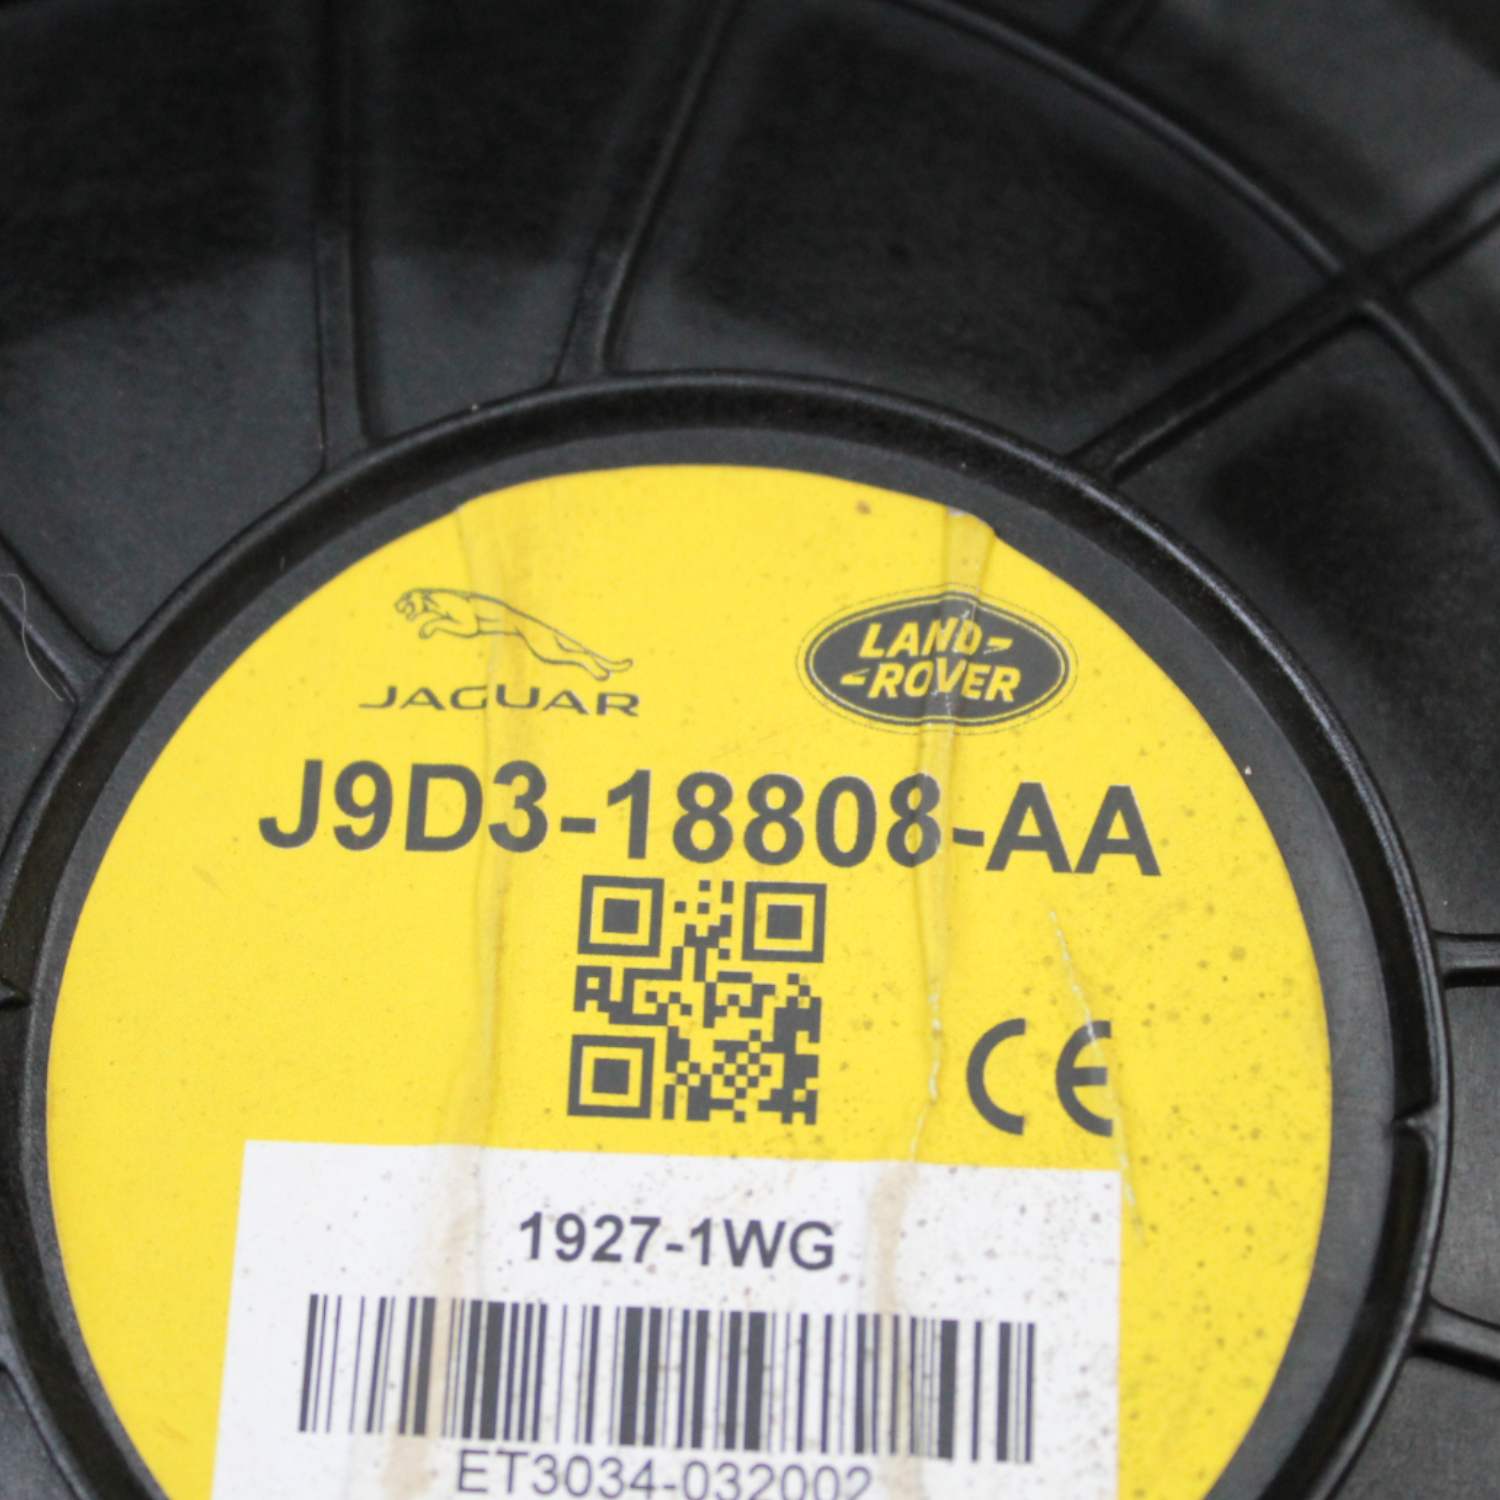 JAGUAR
LAND-
-ROVER
J9D3-18808-AA
CE
1927-1WG
ET3034-032002